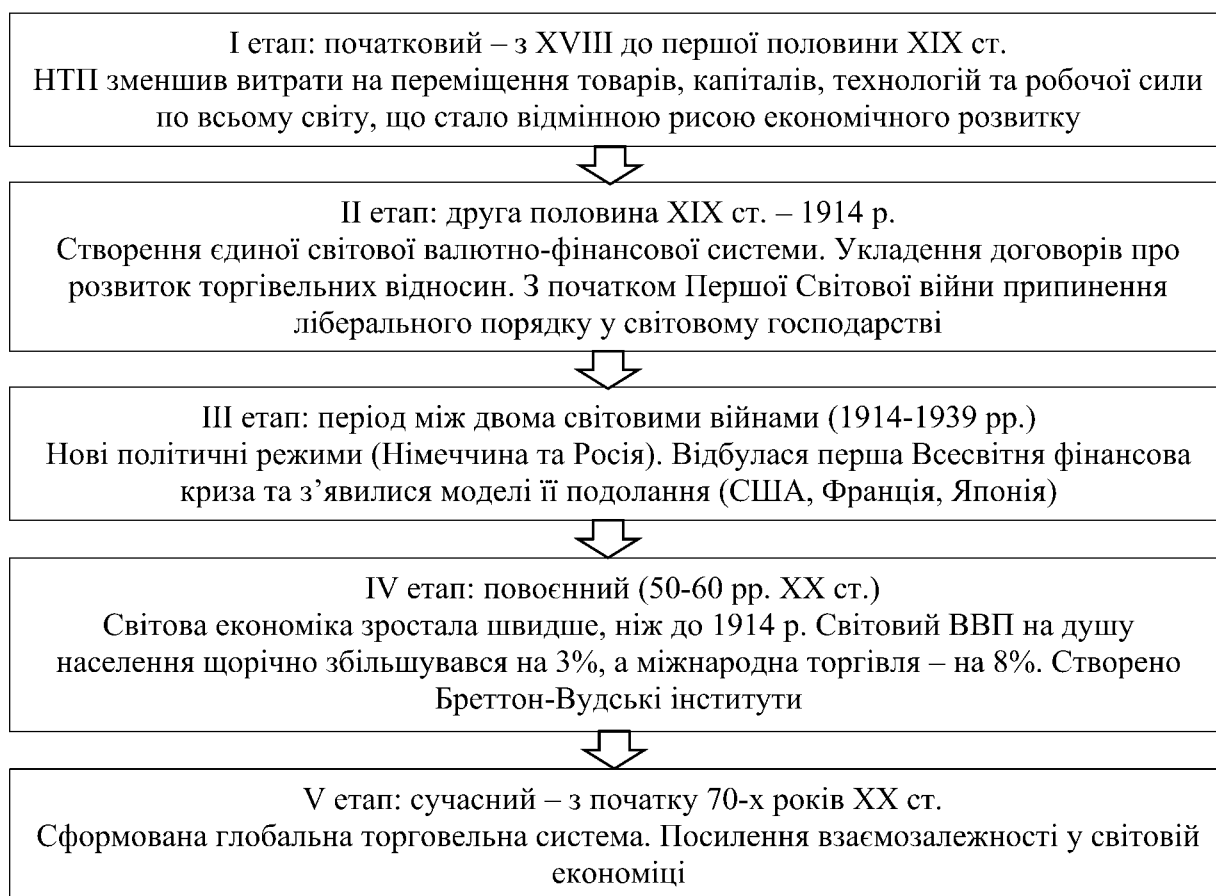 І етап: початковий – з XVIII до першої половини XIX ст.
НТП зменшив витрати на переміщення товарів, капіталів, технологій та робочої сили
по всьому світу, що стало відмінною рисою економічного розвитку
ІІ етап: друга половина XIX ст. – 1914 р.
Створення єдиної світової валютно-фінансової системи. Укладення договорів про
розвиток торгівельних відносин. З початком Першої Світової війни припинення
ліберального порядку у світовому господарстві
ІІІ етап: період між двома світовими війнами (1914-1939 рр.)
Нові політичні режими (Німеччина та Росія). Відбулася перша Всесвітня фінансова
криза та з’явилися моделі її подолання (США, Франція, Японія)
IV етап: повоєнний (50-60 рр. XX ст.)
Світова економіка зростала швидше, ніж до 1914 р. Світовий ВВП на душу
населення щорічно збільшувався на 3%, а міжнародна торгівля – на 8%. Створено
Бреттон-Вудські інститути
V етап: сучасний – з початку 70-х років XX ст.
Сформована глобальна торговельна система. Посилення взаємозалежності у світовій
економіці